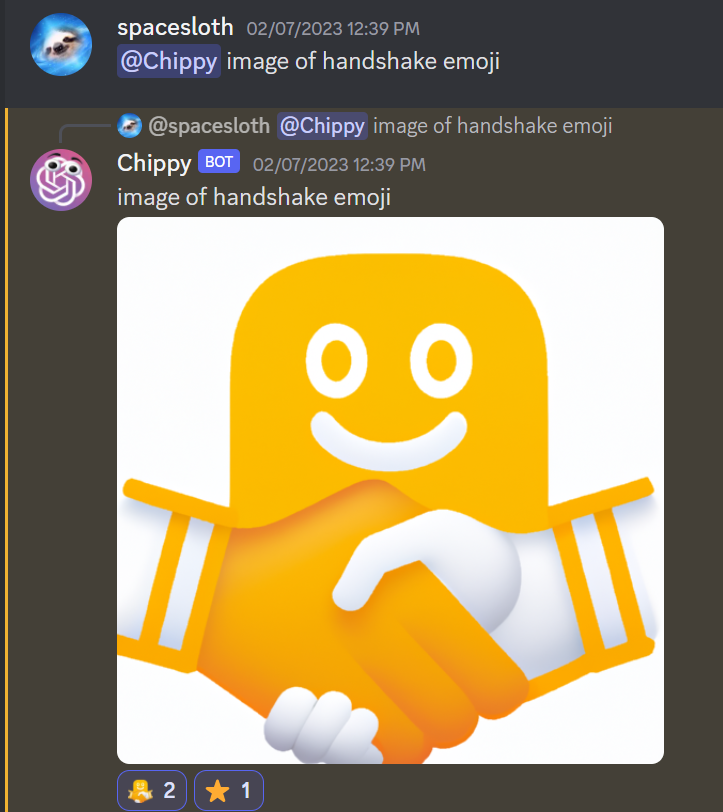 spacesloth 02/07/2023 12:39 PM
@Chippy image of handshake emoji
@spacesloth @Chippy image of handshake emoji
Chippy BOT 02/07/2023 12:39 PM
image of handshake emoji
2 1